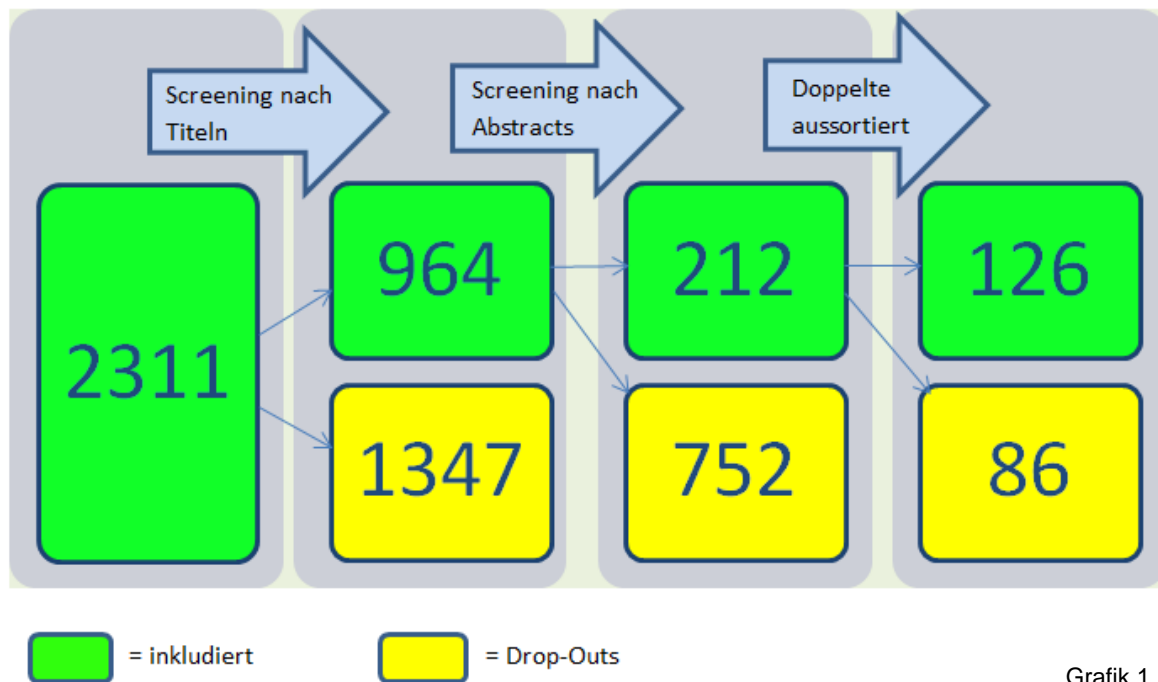 Screening nach
Titeln
Screening nach
Abstracts
Doppelte
aussortiert
2311
964
212
126
1347
752
86
= inkludiert
= Drop-Outs
Grafik 1